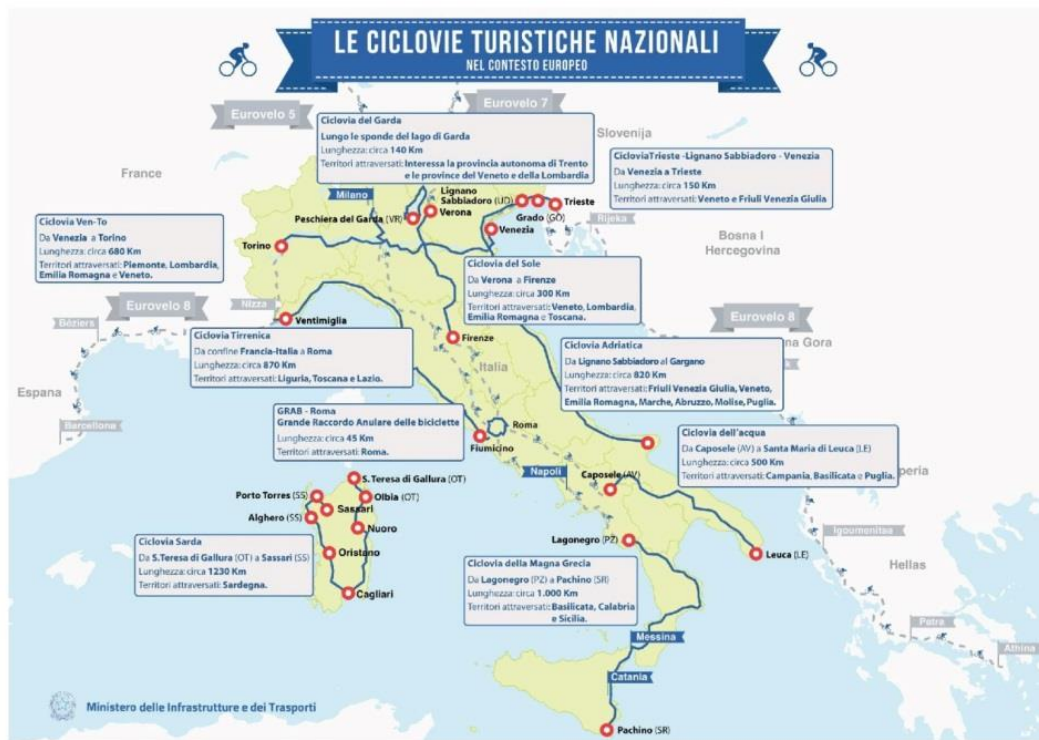 LE CICLOVIE TURISTICHE NAZIONALI
NEL CONTESTO EUROPEO
Eurovelo 5
Eurovelo 7
Ciclovia del Garda
Lungo le sponde del lago di Garda
Lunghezza: circa 140 Km
Territori attraversati: Interessa la provincia autonoma di Trento
e le province del Veneto e della Lombardia
Slovenija
CicloviaTrieste -Lignano Sabbiadoro - Venezia
Da Venezia a Trieste
Lunghezza: circa 150 Km
Territori attraversati: Veneto e Friuli Venezia Giulia
France
Milano
Lignano
Sabbiadoro (UD)
Trieste
Peschiera del Garda (VR)
Verona
Grado (GO)
Rijeka
Venezia
Bosna I
Hercegovina
Ciclovia Ven-To
Da Venezia a Torino
Lunghezza: circa 680 Km
Territori attraversati: Piemonte, Lombardia,
Emilia Romagna e Veneto.
Torino
Ciclovia del Sole
Da Verona a Firenze
Lunghezza: circa 300 Km
Territori attraversati: Veneto, Lombardia,
Emilia Romagna e Toscana.
Eurovelo 8
Nizza
Béziers
Ventimiglia
Eurovelo 8
Ciclovia Tirrenica
Da confine Francia-Italia a Roma
Lunghezza: circa 870 Km
Territori attraversati: Liguria, Toscana e Lazio.
Firenze
Italia
na Gora
Ciclovia Adriatica
Da Lignano Sabbiadoro al Gargano
Lunghezza: circa 820 Km
Territori attraversati: Friuli Venezia Giulia, Veneto,
Emilia Romagna, Marche, Abruzzo, Molise, Puglia.
Espana
Barcellona
GRAB - Roma
Grande Raccordo Anulare delle biciclette
Lunghezza: circa 45 Km
Territori attraversati: Roma.
Roma
Fiumicino
Ciclovia dell'acqua
Da Caposele (AV) a Santa Maria di Leuca (LE)
Lunghezza: circa 500 Km
Territori attraversati: Campania, Basilicata e Puglia.
Napoli
Caposele (AV)
peria
S.Teresa di Gallura (OT)
Porto Torres (SS)
Olbia (OT)
Sassari
Alghero (SS)
Nuoro
Igoumenitsa
Lagonegro (PZ)
Leuca (LE)
Oristano
Ciclovia Sarda
Da S.Teresa di Gallura (OT) a Sassari (SS)
Lunghezza: circa 1230 Km
Territori attraversati: Sardegna.
Hellas
Ciclovia della Magna Grecia
Da Lagonegro (PZ) a Pachino (SR)
Lunghezza: circa 1.000 Km
Territori attraversati: Basilicata, Calabria
e Sicilia.
Cagliari
Petre
Messina
Athina
Catania
Ministero delle Infrastrutture e dei Trasporti
Pachino (SR)